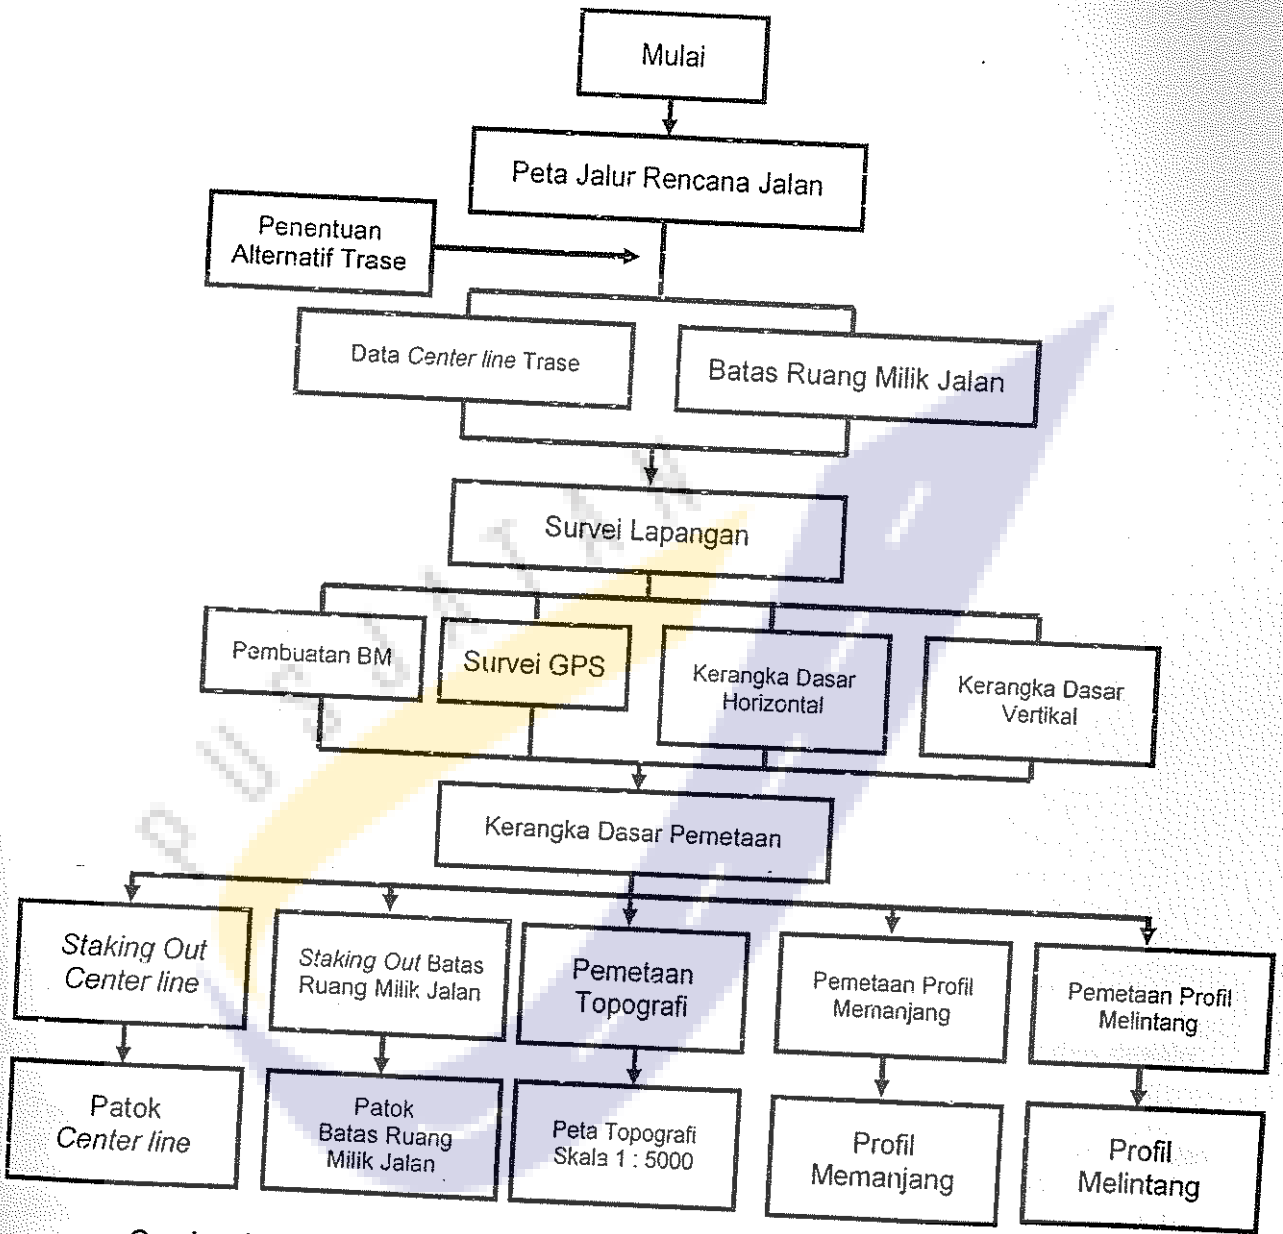 Mulai
Peta Jalur Rencana Jalan
Penentuan
Alternatif Trase
Data Center line Trase
Batas Ruang Milik Jalan
Survei Lapangan
Pembuatan BM
Survei GPS
Kerangka Dasar
Horizontal
Kerangka Dasar
Vertikal
Kerangka Dasar Pemetaan
Staking Out
Center line
Staking Out Batas
Ruang Milik Jalan
Pemetaan
Topografi
Pemetaan Profil
Memanjang
Pemetaan Profil
Melintang
Patok
Center line
Patok
Batas Ruang
Milik Jalan
Peta Topografi
Skala 1 : 5000
Profil
Memanjang
Profil
Melintang
PUSJATAN